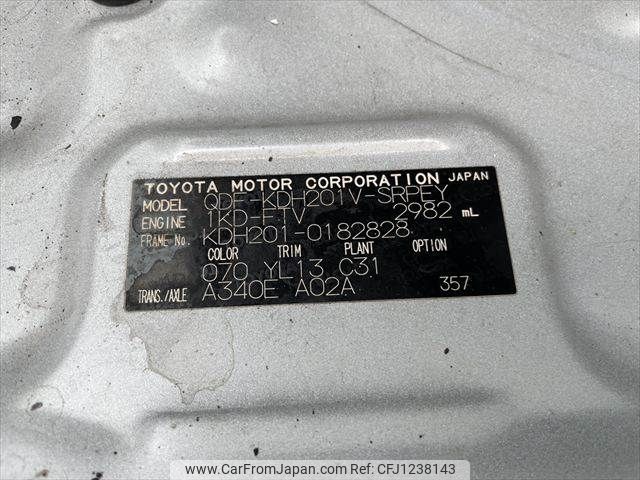 TOYOTA MOTOR CORPORATION JAPAN
MODEL QDF-KDH201V-SRPEY
ENGINE 1KD-FTV 2982 mL
FRAME No. KDH201-0182828
COLOR TRIM PLANT OPTION
070 YL13 C31
TRANS./AXLE A340E A02A 357
www.CarFromJapan.com - CFJ1238143